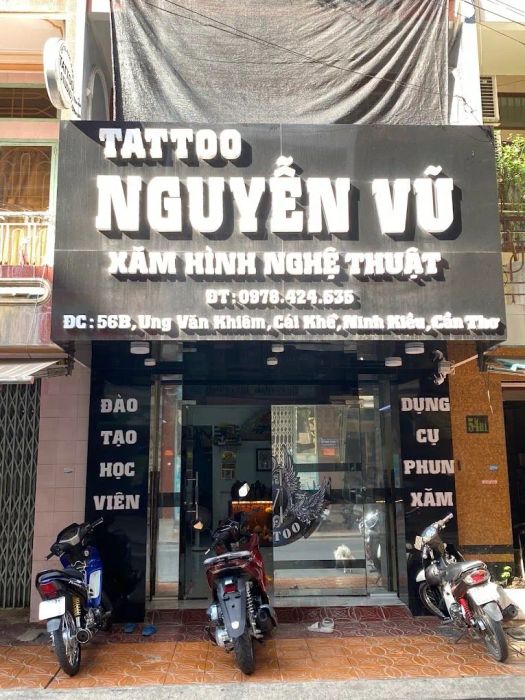 TATTOO
NGUYỄN VŨ
XĂM HÌNH NGHỆ THUẬT
ĐT:0978.424.535
ĐC : 56B, Ung Văn Khiêm, Cái Khế, Ninh Kiều, Cần Thơ
ĐÀO
TẠO
HỌC
VIÊN
DỤNG
CỤ
PHUN
XĂM